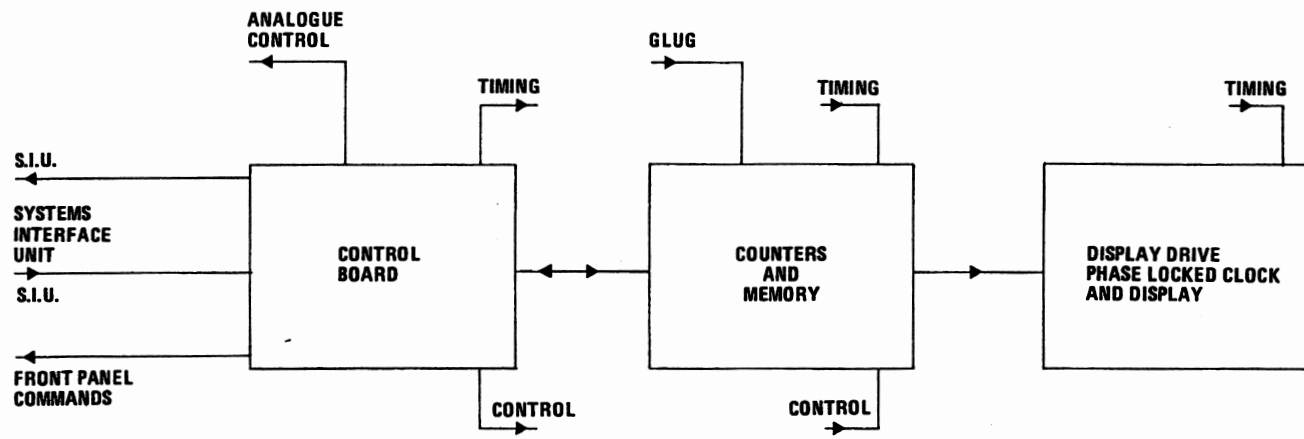 ANALOGUE
CONTROL
GLUG
TIMING
TIMING
TIMING
S.I.U.
SYSTEMS
INTERFACE
UNIT
S.I.U.
CONTROL
BOARD
COUNTERS
AND
MEMORY
DISPLAY DRIVE
PHASE LOCKED CLOCK
AND DISPLAY
FRONT PANEL
COMMANDS
CONTROL
CONTROL